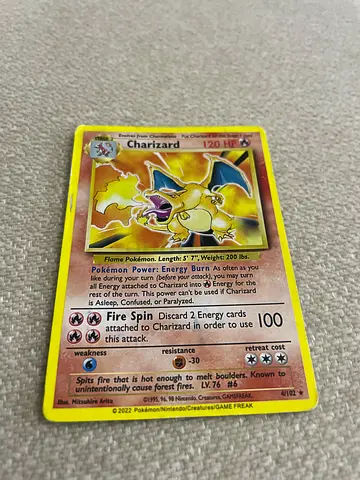 Evolves from Charmeleon Put Charizard on the Stage 1 card
Charizard 120 HP
Flame Pokémon. Length: 5' 7", Weight: 200 lbs.
Pokémon Power: Energy Burn As often as you
like during your turn (before your attack), you may turn
all Energy attached to Charizard into Energy for the
rest of the turn. This power can't be used if Charizard
is Asleep, Confused, or Paralyzed.
Fire Spin Discard 2 Energy cards
attached to Charizard in order to use
this attack.
100
weakness resistance retreat cost
-30
Spits fire that is hot enough to melt boulders. Known to
unintentionally cause forest fires. LV.76 #6
Illus. Mitsuhiro Arita ©1995, 96, 98 Nintendo, Creatures, GAMEFREAK. 4/102 ★
© 2022 Pokémon/Nintendo/Creatures/GAME FREAK